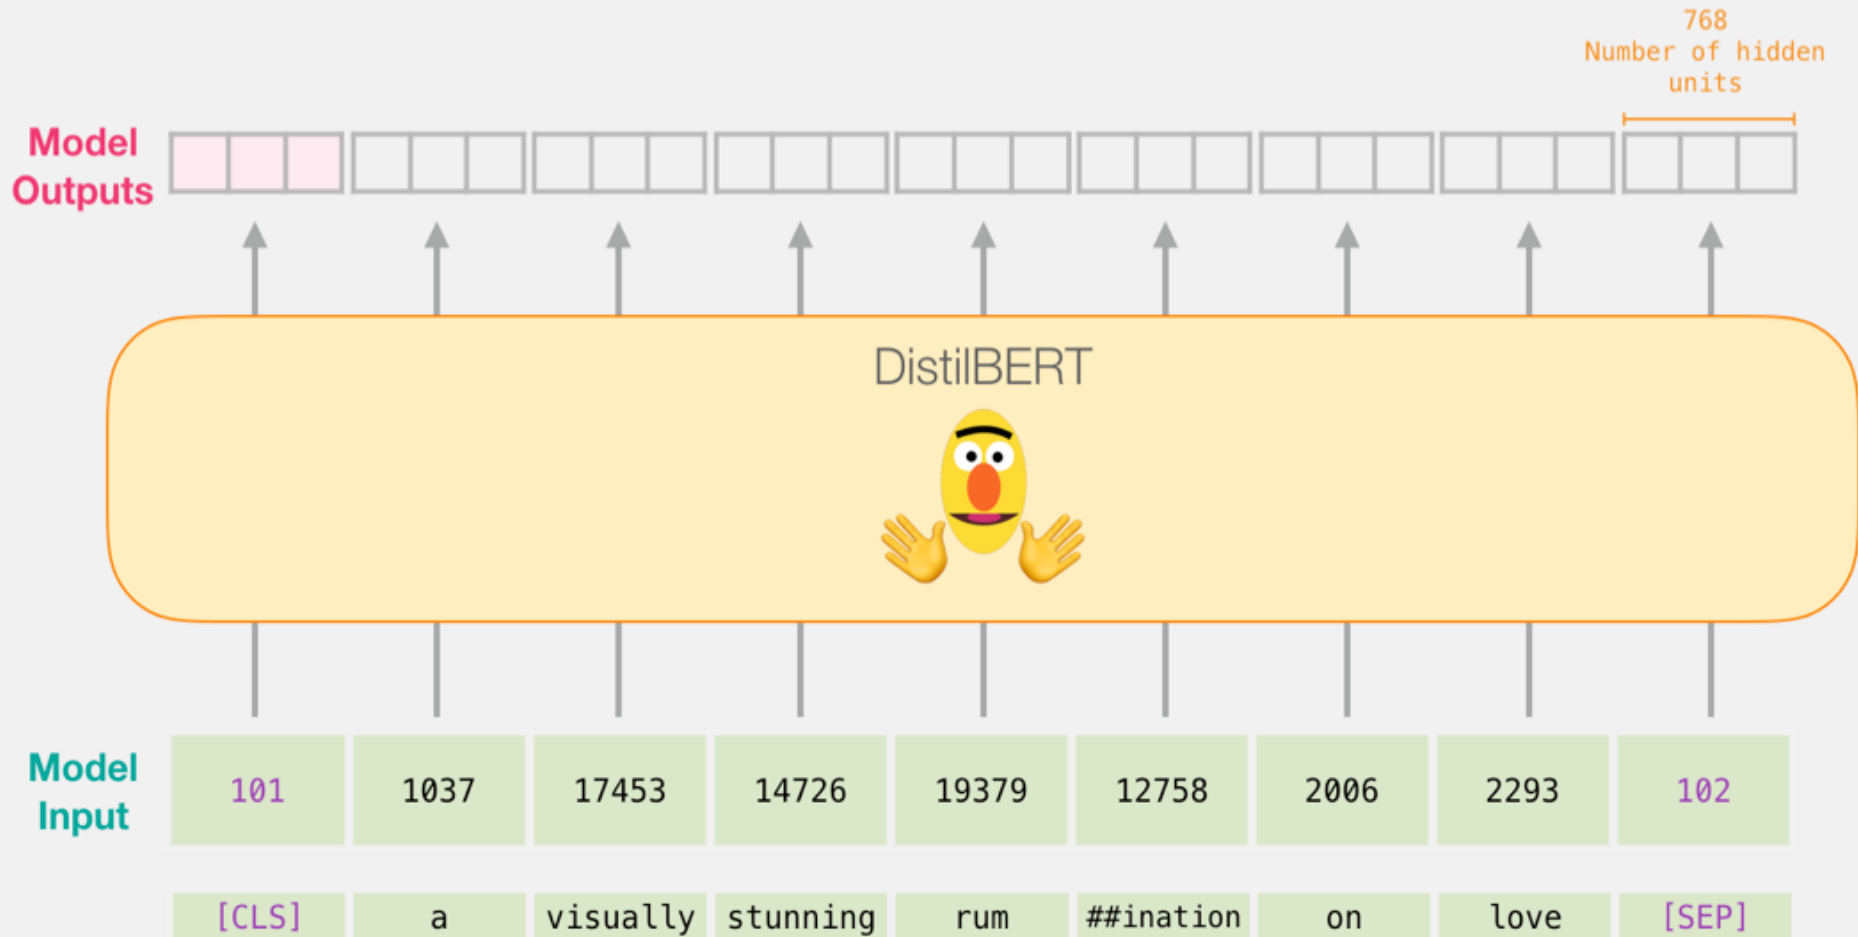 768
Number of hidden
units
Model
Outputs
DistilBERT
Model
Input
101 1037 17453 14726 19379 12758 2006 2293 102
[CLS] a visually stunning rum ##ination on love [SEP]